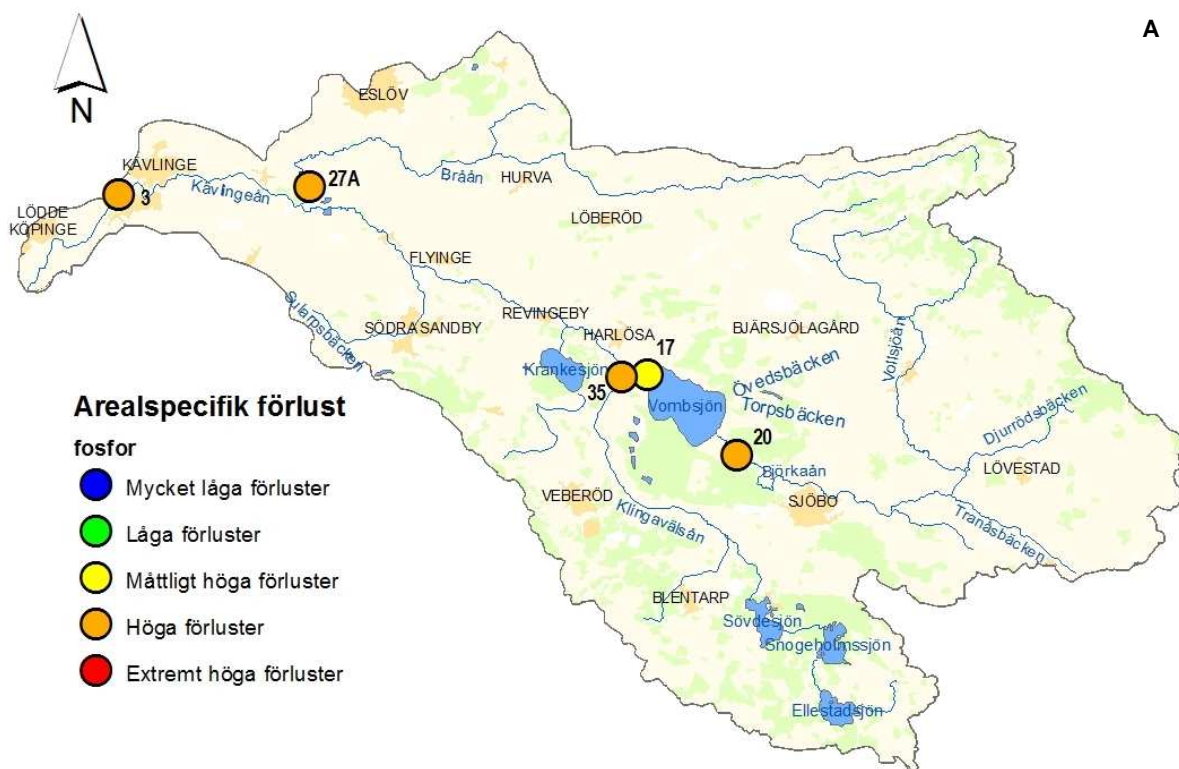 A
N
ESLÖV
KÄVLINGE
27A
Bråån
HURVA
Kävlingeån
3
LÖDDE
KÖPINGE
LÖBERÖD
FLYINGE
Sularpsbäcken
SÖDRA SANDBY
REVINGEBY
HARLÖSA
BJÄRSJÖLAGÅRD
Vollsjöån
17
Krankesjön
35
Övedsbäcken
Vombsjön
Torpsbäcken
Djurrödsbäcken
20
Björkaån
LÖVESTAD
VEBERÖD
SJÖBO
Klingavälsån
Tranåsbäcken
BLENTARP
Sövdesjön
Snogeholmssjön
Ellestadsjön
Arealspecifik förlust
fosfor
Mycket låga förluster
Låga förluster
Måttligt höga förluster
Höga förluster
Extremt höga förluster